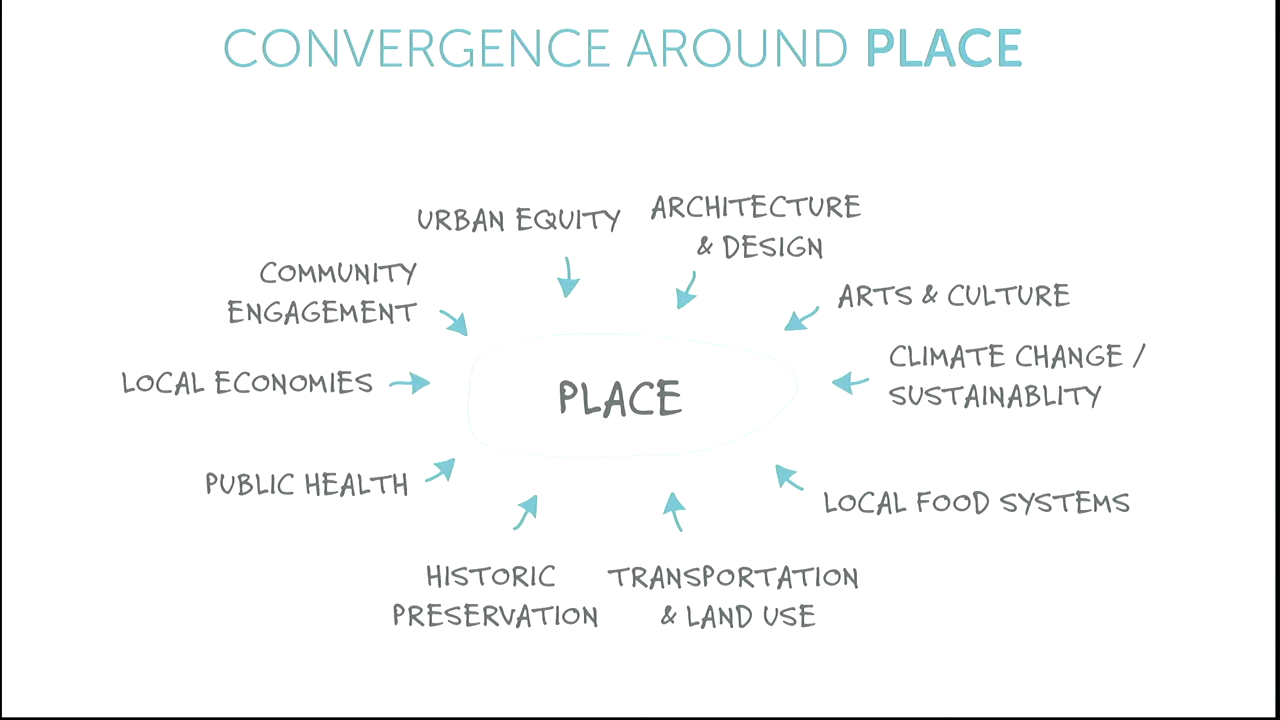 CONVERGENCE AROUND PLACE
URBAN EQUITY
ARCHITECTURE
& DESIGN
COMMUNITY
ENGAGEMENT
ARTS & CULTURE
LOCAL ECONOMIES
CLIMATE CHANGE /
SUSTAINABLITY
PLACE
PUBLIC HEALTH
LOCAL FOOD SYSTEMS
HISTORIC
PRESERVATION
TRANSPORTATION
& LAND USE